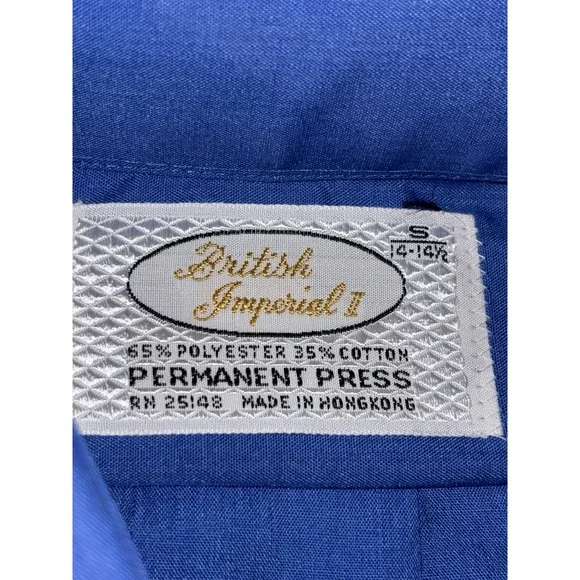 British
Imperial II
S
14-14½
65% POLYESTER 35% COTTON
PERMANENT PRESS
RN 25148 MADE IN HONGKONG